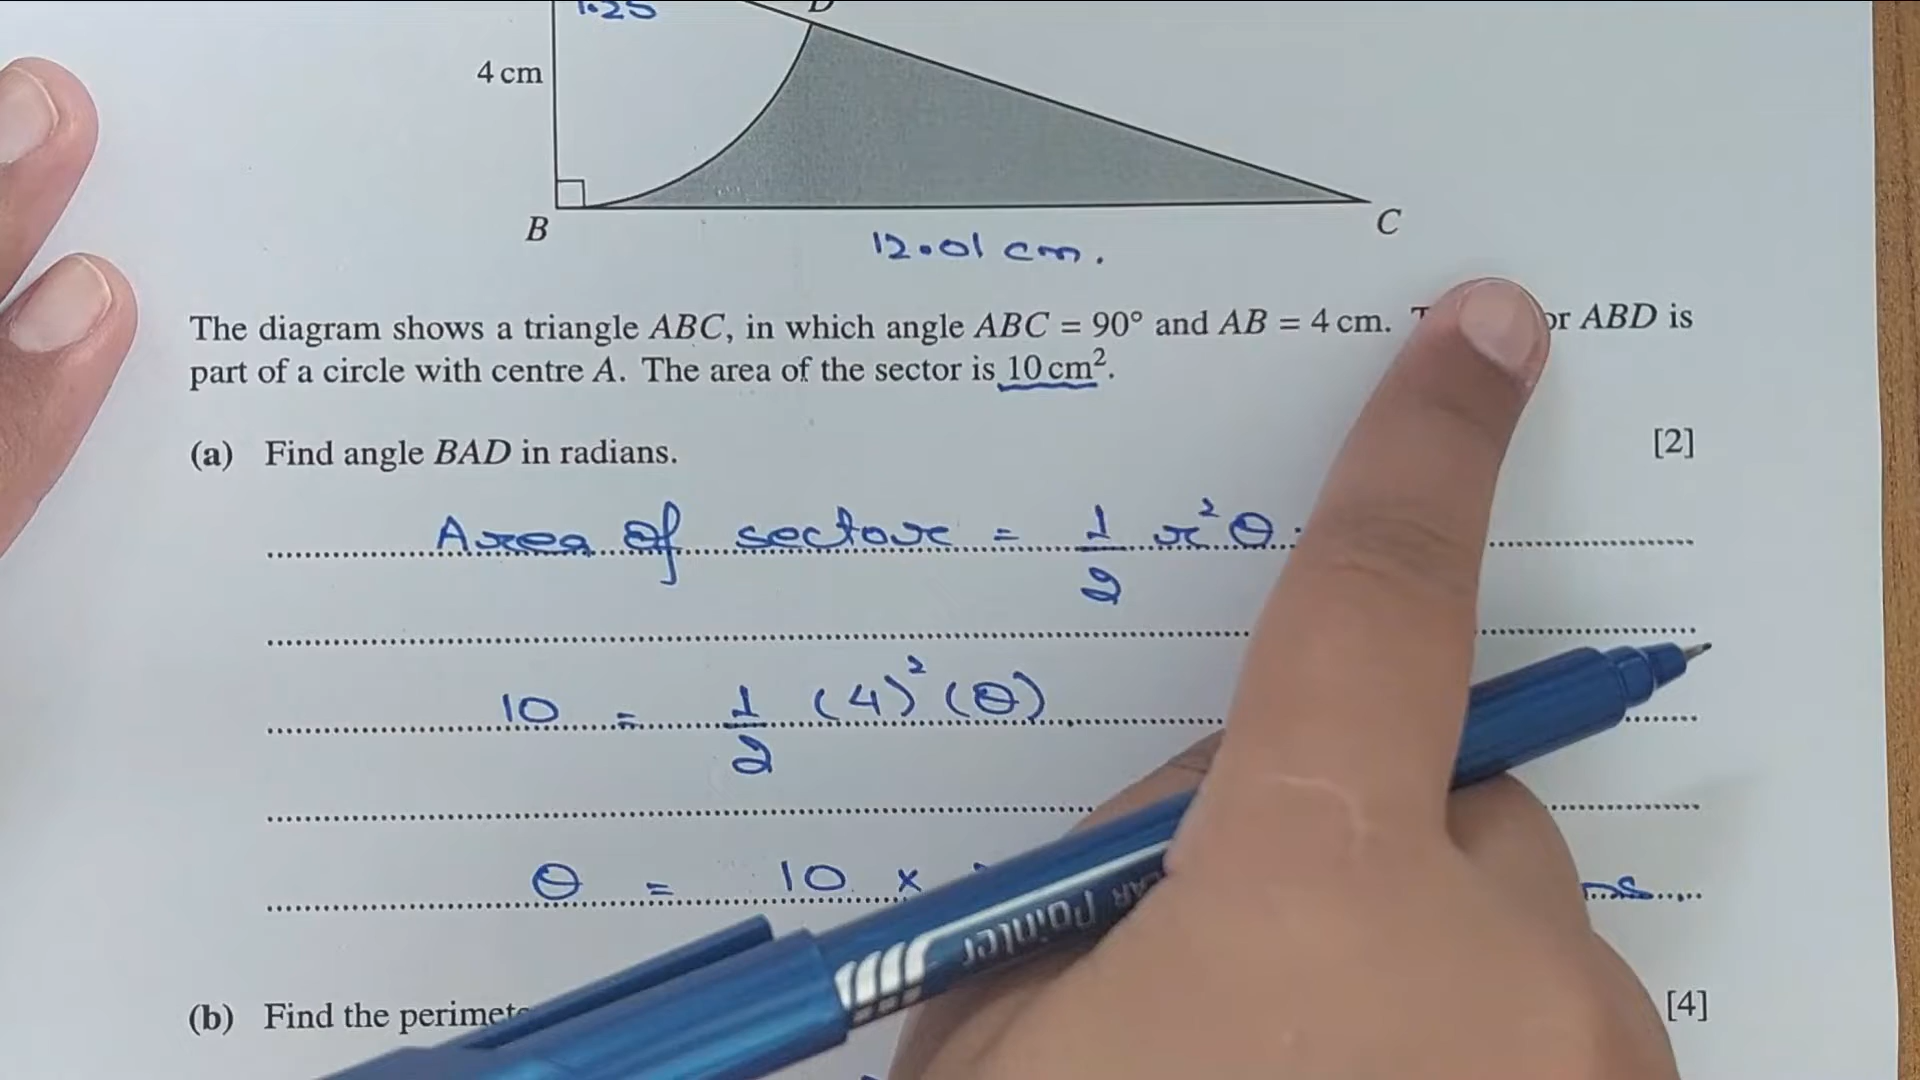 1.25
D
4 cm
B
C
12.01 cm.
The diagram shows a triangle ABC, in which angle ABC = 90° and AB = 4 cm. ABD is
part of a circle with centre A. The area of the sector is 10 cm².
(a) Find angle BAD in radians. [2]
Area of sector = 1/2 r²θ.
10 = 1/2 (4)² (θ)
θ = 10 ×
(b) Find the [4]
Pointer